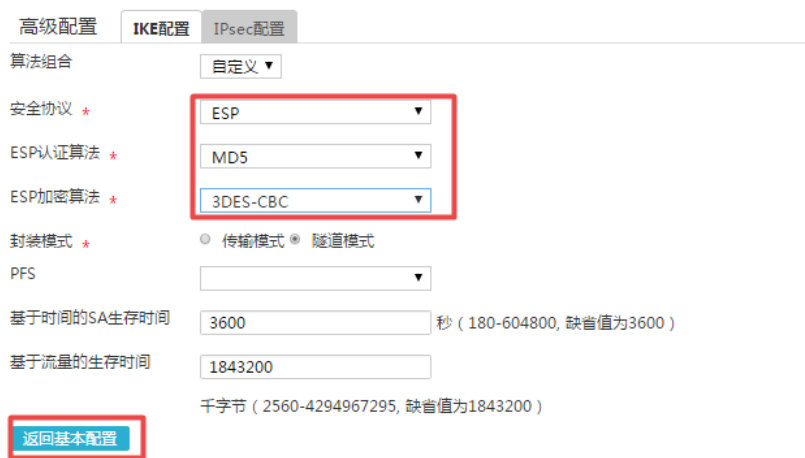 高级配置 IKE配置 IPsec配置
算法组合 自定义
安全协议 * ESP
ESP认证算法 * MD5
ESP加密算法 * 3DES-CBC
封装模式 * 传输模式 隧道模式
PFS
基于时间的SA生存时间 3600 秒（180-604800, 缺省值为3600）
基于流量的生存时间 1843200
千字节（2560-4294967295, 缺省值为1843200）
返回基本配置